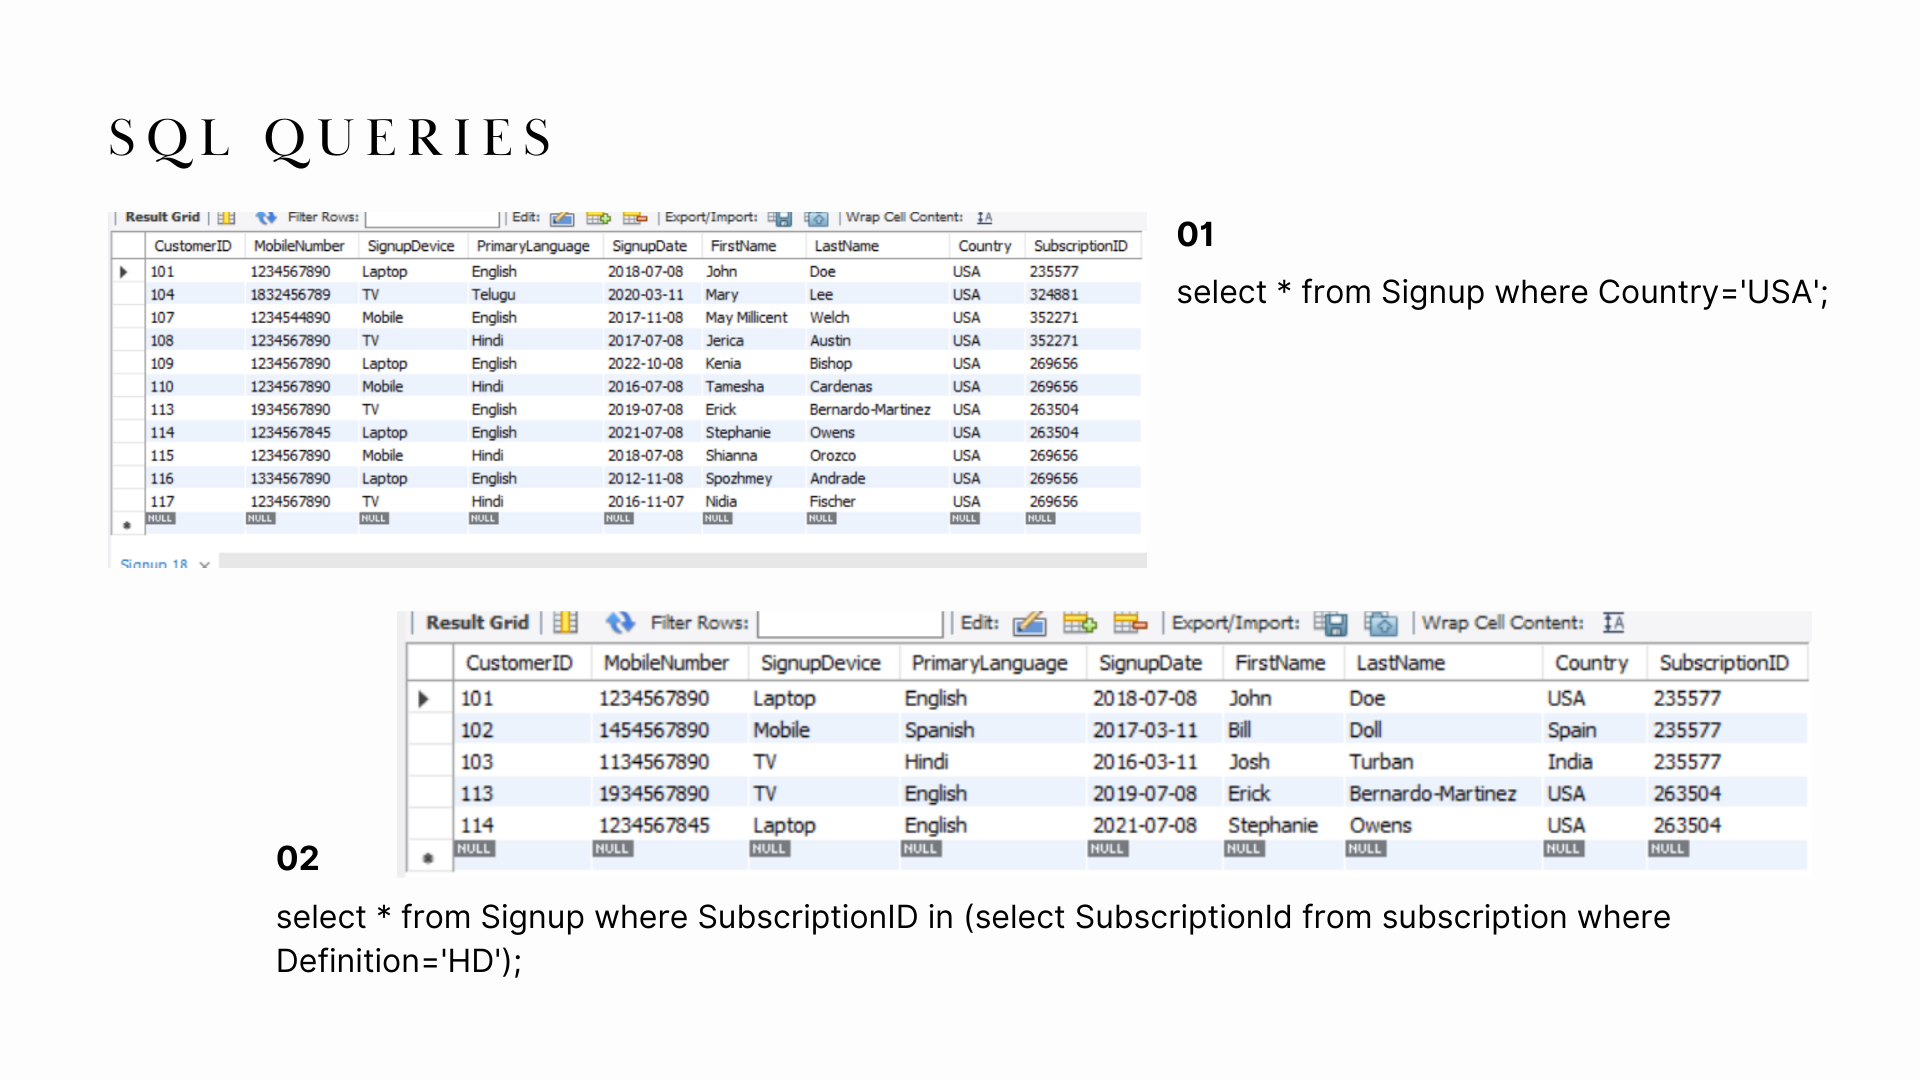 SQL QUERIES
Result Grid Filter Rows: Edit: Export/Import: Wrap Cell Content: IA
CustomerID MobileNumber SignupDevice PrimaryLanguage SignupDate FirstName LastName Country SubscriptionID
101 1234567890 Laptop English 2018-07-08 John Doe USA 235577
104 1832456789 TV Telugu 2020-03-11 Mary Lee USA 324881
107 1234544890 Mobile English 2017-11-08 May Millicent Welch USA 352271
108 1234567890 TV Hindi 2017-07-08 Jerica Austin USA 352271
109 1234567890 Laptop English 2022-10-08 Kenia Bishop USA 269656
110 1234567890 Mobile Hindi 2016-07-08 Tamesha Cardenas USA 269656
113 1934567890 TV English 2019-07-08 Erick Bernardo-Martinez USA 263504
114 1234567845 Laptop English 2021-07-08 Stephanie Owens USA 263504
115 1234567890 Mobile Hindi 2018-07-08 Shianna Orozco USA 269656
116 1334567890 Laptop English 2012-11-08 Spozhmey Andrade USA 269656
117 1234567890 TV Hindi 2016-11-07 Nidia Fischer USA 269656
NULL NULL NULL NULL NULL NULL NULL NULL NULL
Signup 18
01
select * from Signup where Country='USA';
Result Grid Filter Rows: Edit: Export/Import: Wrap Cell Content: IA
CustomerID MobileNumber SignupDevice PrimaryLanguage SignupDate FirstName LastName Country SubscriptionID
101 1234567890 Laptop English 2018-07-08 John Doe USA 235577
102 1454567890 Mobile Spanish 2017-03-11 Bill Doll Spain 235577
103 1134567890 TV Hindi 2016-03-11 Josh Turban India 235577
113 1934567890 TV English 2019-07-08 Erick Bernardo-Martinez USA 263504
114 1234567845 Laptop English 2021-07-08 Stephanie Owens USA 263504
NULL NULL NULL NULL NULL NULL NULL NULL NULL
02
select * from Signup where SubscriptionID in (select SubscriptionId from subscription where
Definition='HD');